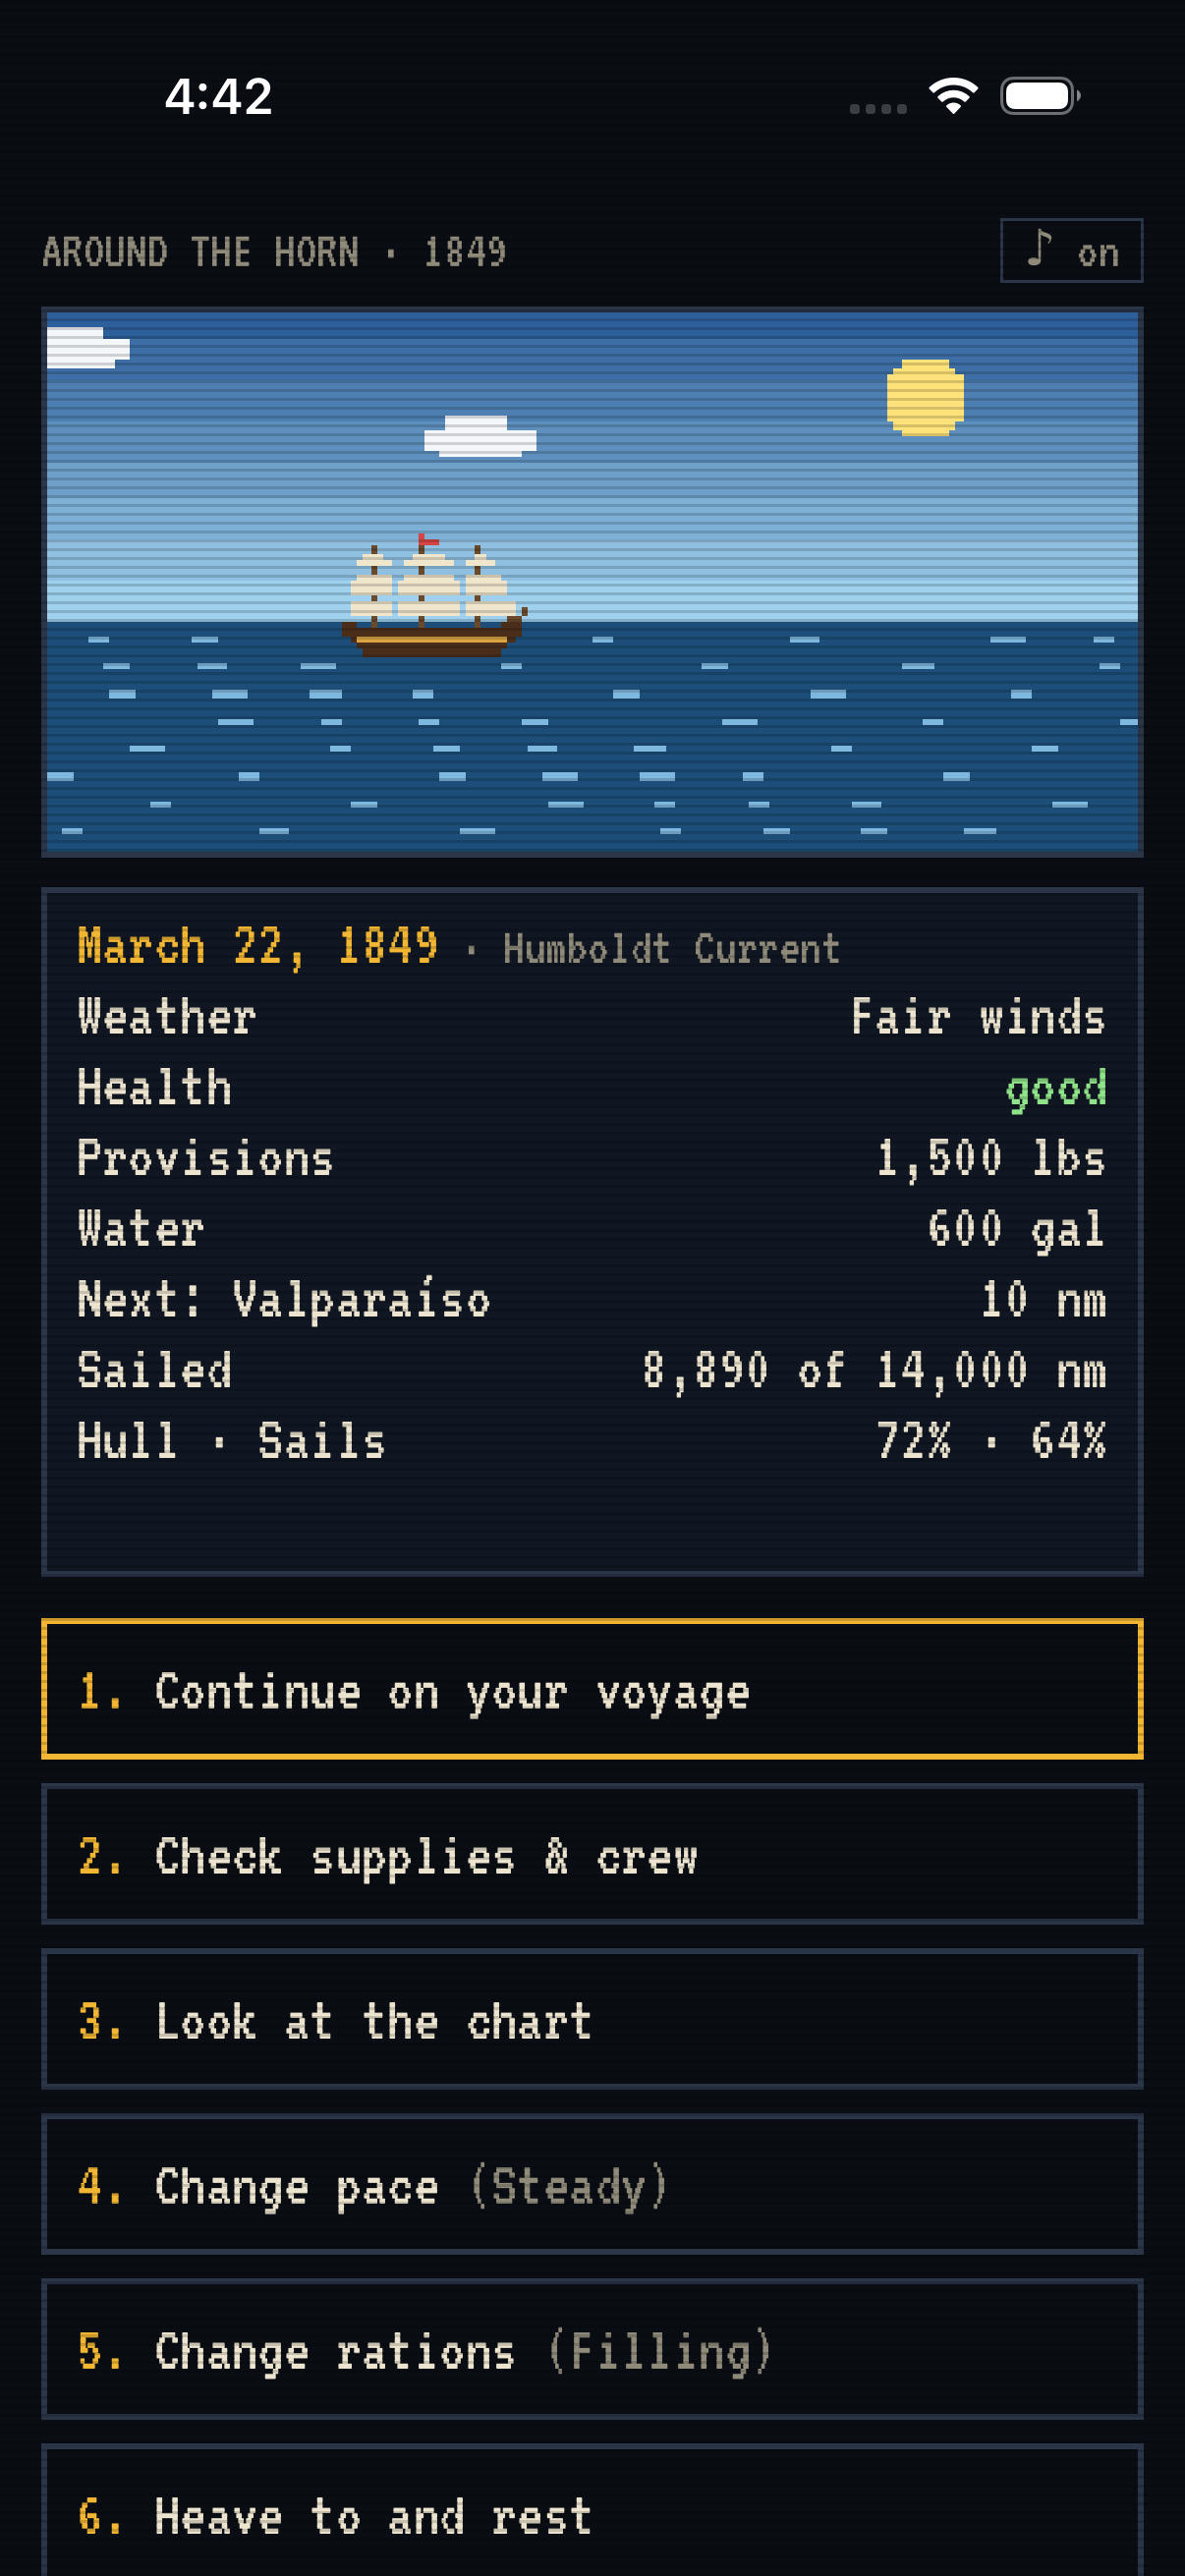 4:42
AROUND THE HORN · 1849
♪ on
March 22, 1849 · Humboldt Current
Weather Fair winds
Health good
Provisions 1,500 lbs
Water 600 gal
Next: Valparaíso 10 nm
Sailed 8,890 of 14,000 nm
Hull · Sails 72% · 64%
1. Continue on your voyage
2. Check supplies & crew
3. Look at the chart
4. Change pace (Steady)
5. Change rations (Filling)
6. Heave to and rest